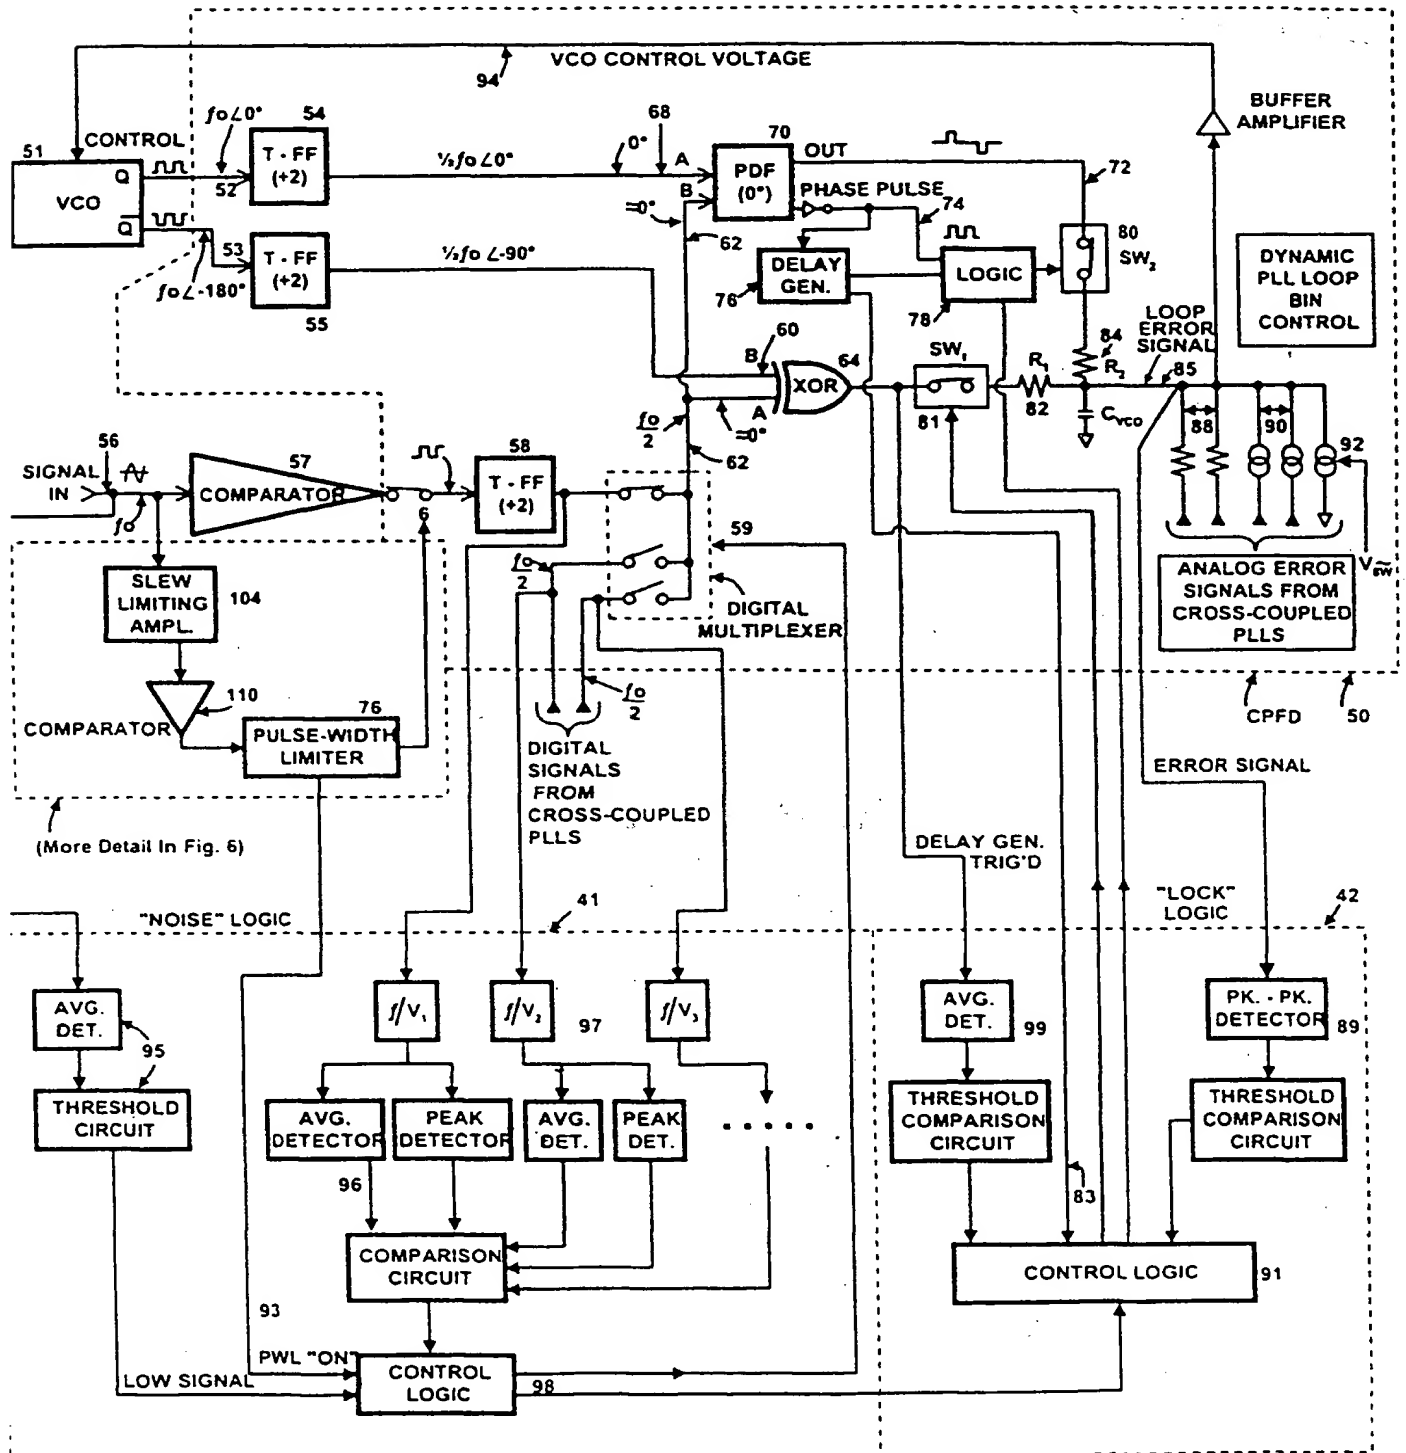 VCO CONTROL VOLTAGE
94
BUFFER
AMPLIFIER
51
CONTROL
VCO
Q
Q̅
fo∠0°
52
54
T - FF
(÷2)
½fo∠0°
0°
68
A
B
70
PDF
(0°)
OUT
72
PHASE PULSE
74
≅0°
62
fo∠-180°
53
T - FF
(÷2)
55
½fo∠-90°
DELAY
GEN.
76
LOGIC
78
80
SW₂
DYNAMIC
PLL LOOP
BIN
CONTROL
LOOP
ERROR
SIGNAL
84
R₂
85
60
B
A
XOR
64
≅0°
SW₁
81
R₁
82
C_VCO
88
90
92
fo/2
62
56
SIGNAL
IN
fo
57
COMPARATOR
6
58
T - FF
(÷2)
59
fo/2
DIGITAL
MULTIPLEXER
ANALOG ERROR
SIGNALS FROM
CROSS-COUPLED
PLLS
V_SW
SLEW
LIMITING
AMPL.
104
110
COMPARATOR
76
PULSE-WIDTH
LIMITER
fo/2
DIGITAL
SIGNALS
FROM
CROSS-COUPLED
PLLS
CPFD
50
ERROR SIGNAL
(More Detail In Fig. 6)
DELAY GEN.
TRIG'D
"NOISE" LOGIC
41
"LOCK"
LOGIC
42
AVG.
DET.
95
THRESHOLD
CIRCUIT
f/V₁
f/V₂
97
f/V₃
AVG.
DETECTOR
PEAK
DETECTOR
AVG.
DET.
PEAK
DET.
. . . . .
96
COMPARISON
CIRCUIT
AVG.
DET.
99
THRESHOLD
COMPARISON
CIRCUIT
PK. - PK.
DETECTOR
89
THRESHOLD
COMPARISON
CIRCUIT
83
CONTROL LOGIC
91
93
PWL "ON"
LOW SIGNAL
CONTROL
LOGIC
98